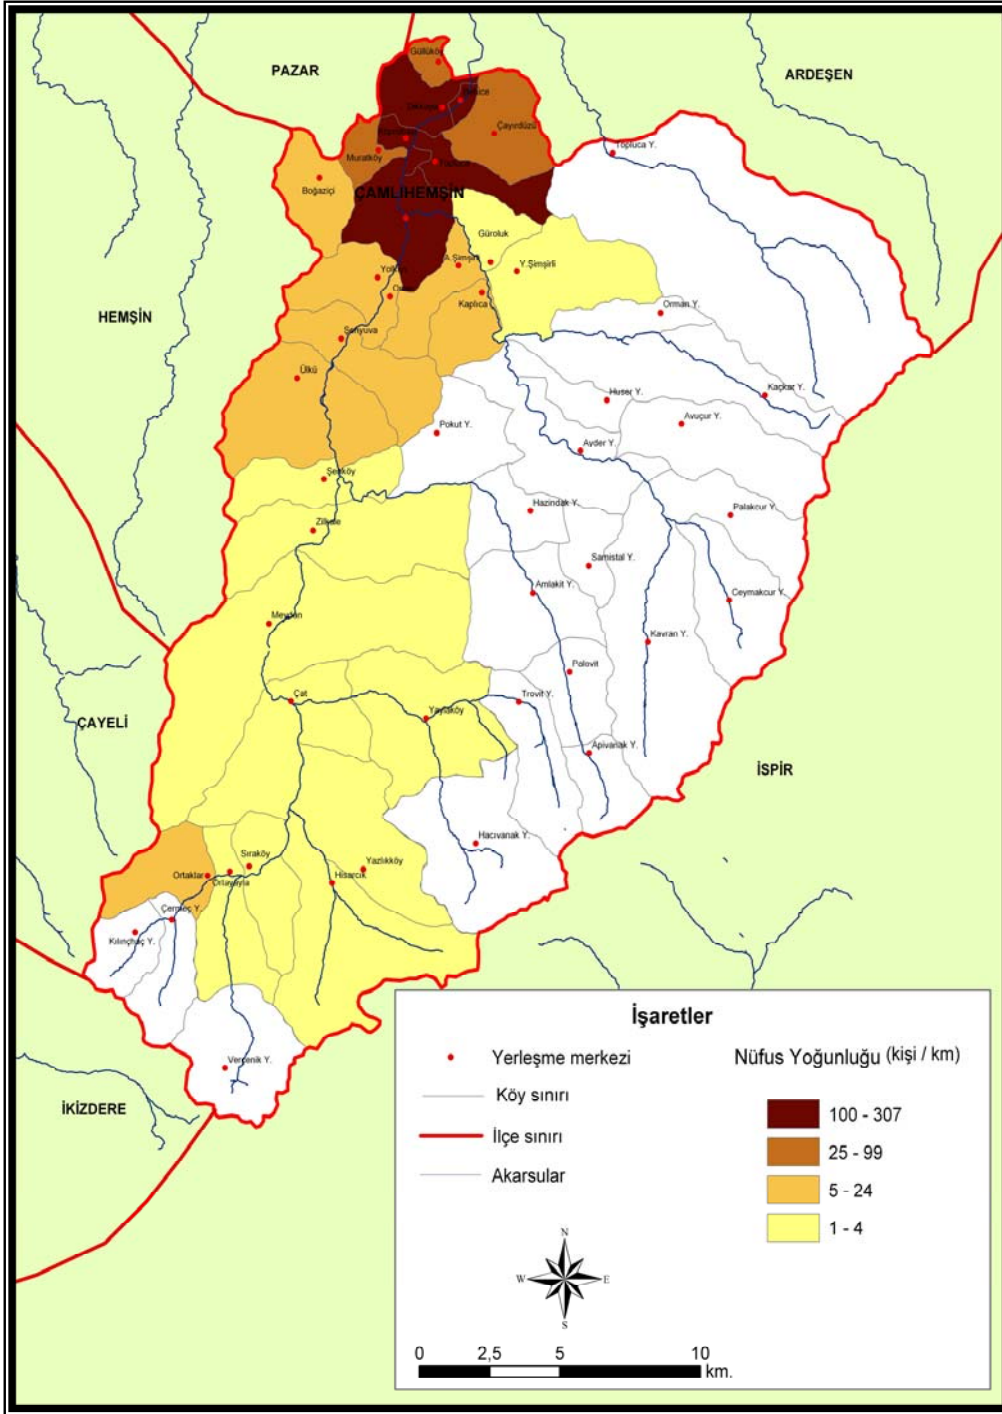 PAZAR
ARDEŞEN
Güllüköy
Çayırdüzü
Topluca Y.
Muratköy
Boğaziçi
ÇAMLIHEMŞİN
Güroluk
A.Şimşirli
Y.Şimşirli
Yolkıyı
Kaplıca
Orman Y.
HEMŞİN
Şenyuva
Ülkü
Huser Y.
Kaçkar Y.
Avuçur Y.
Pokut Y.
Ayder Y.
Şenköy
Hazindak Y.
Palakcur Y.
Zilkale
Samistal Y.
Amlakit Y.
Ceymakcur Y.
Meydan
Kavran Y.
Polovit
Çat
Trovit Y.
Yaylaköy
ÇAYELİ
Apivanak Y.
İSPİR
Hacıvanak Y.
Sıraköy
Yazlıkköy
Ortaklar
Ortayayla
Hisarcık
Çermeç Y.
Kılınçhaç Y.
Verçenik Y.
İKİZDERE
İşaretler
Yerleşme merkezi
Köy sınırı
İlçe sınırı
Akarsular
Nüfus Yoğunluğu (kişi / km)
100 - 307
25 - 99
5 - 24
1 - 4
N
W
E
S
0 2,5 5 10
km.